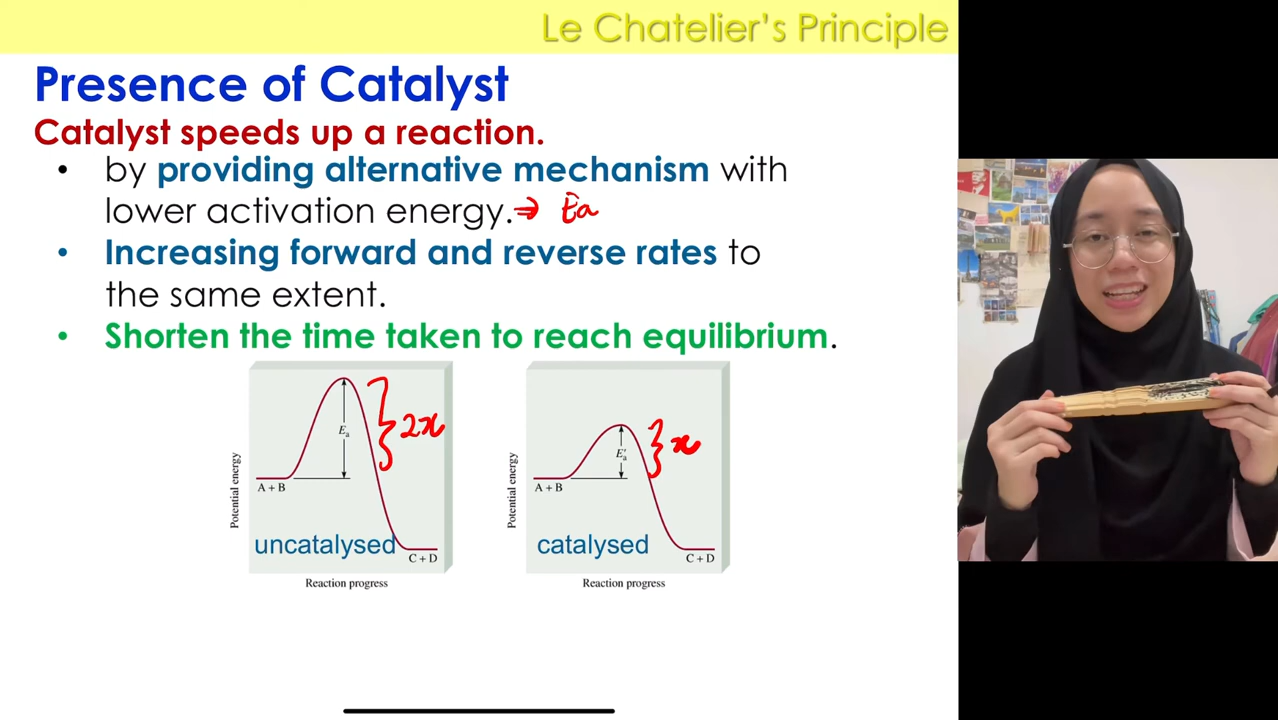 Le Chatelier's Principle
Presence of Catalyst
Catalyst speeds up a reaction.
• by providing alternative mechanism with
lower activation energy. → Ea
• Increasing forward and reverse rates to
the same extent.
• Shorten the time taken to reach equilibrium.
Potential energy
Ea
2x
A + B
uncatalysed
C + D
Reaction progress
Potential energy
E'a
x
A + B
catalysed
C + D
Reaction progress